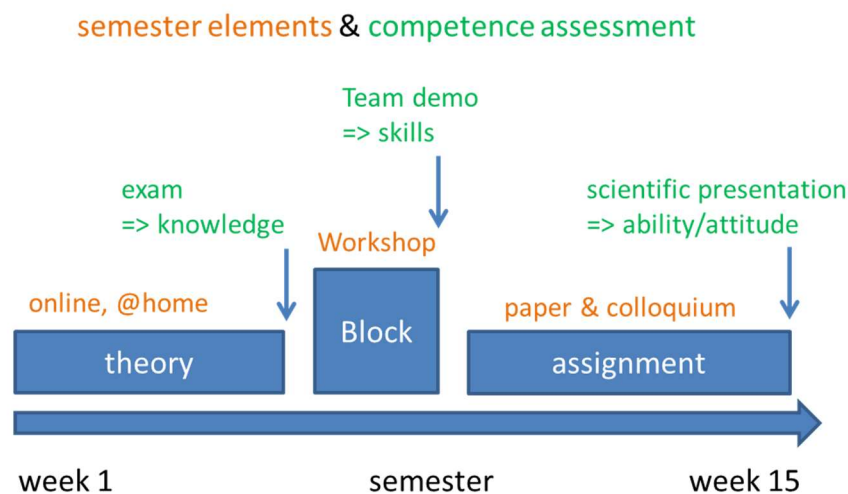 semester elements & competence assessment
Team demo
=> skills
exam
=> knowledge
scientific presentation
=> ability/attitude
Workshop
online, @home
paper & colloquium
theory
Block
assignment
week 1
semester
week 15